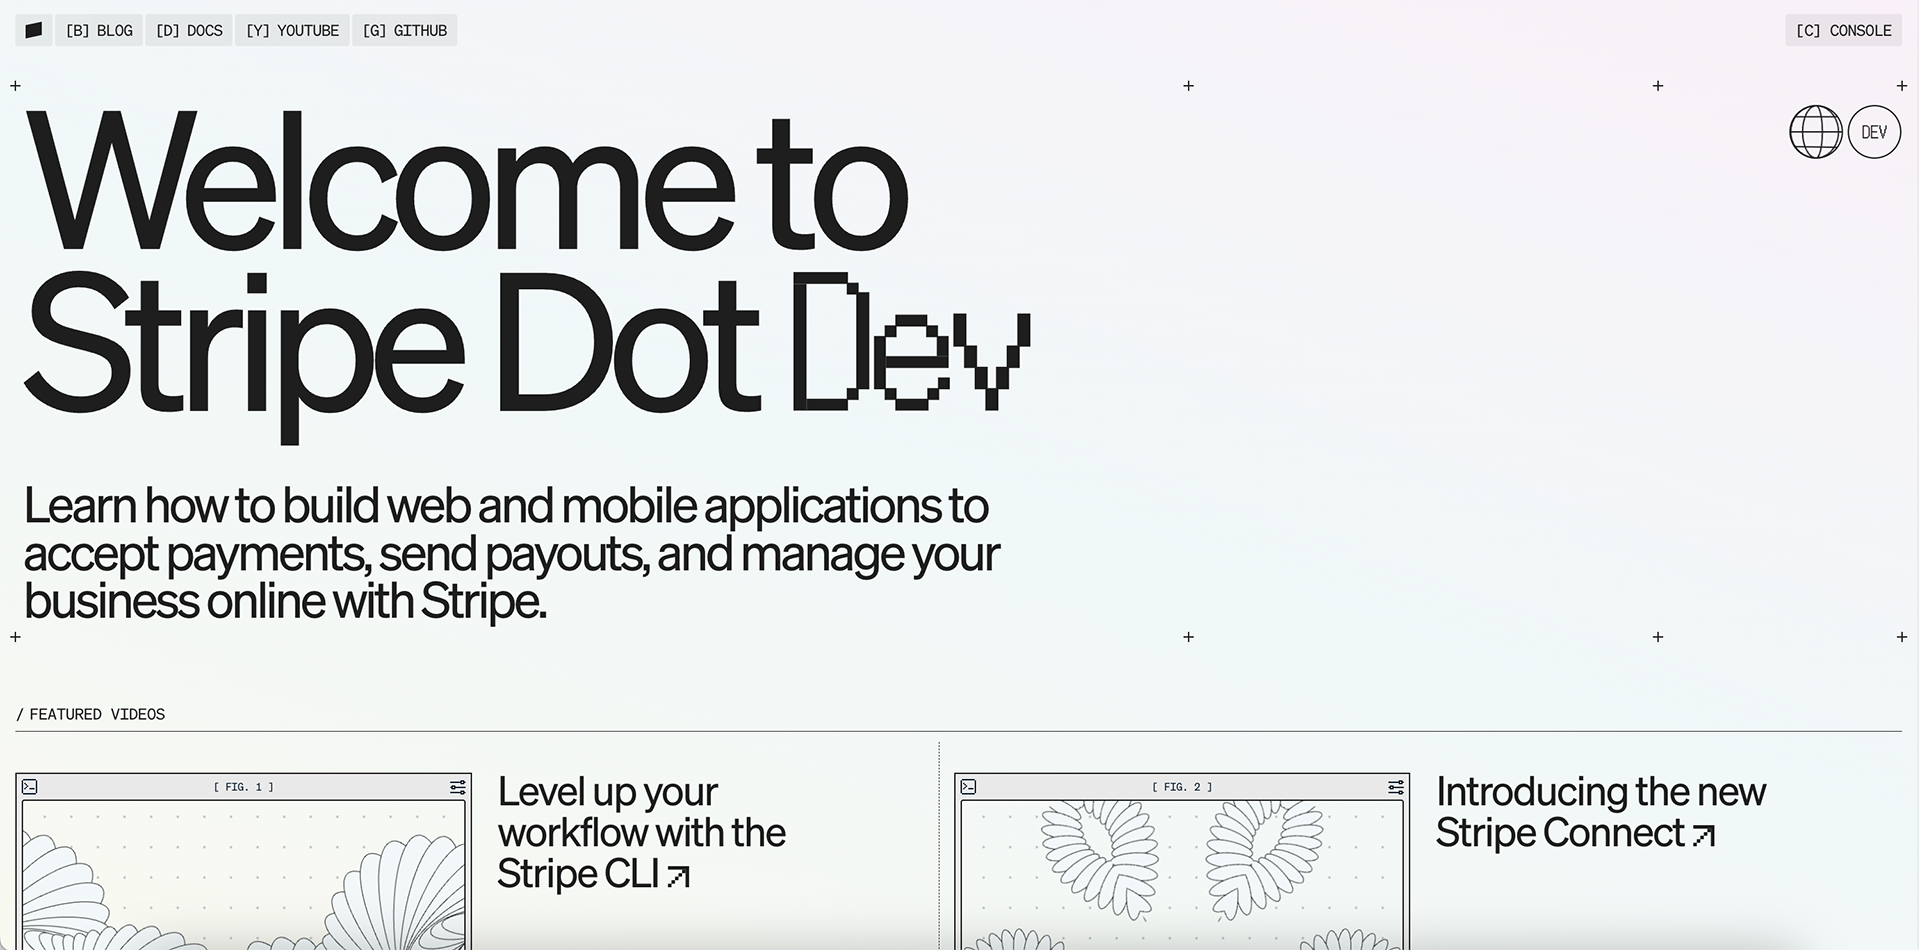 [B] BLOG
[D] DOCS
[Y] YOUTUBE
[G] GITHUB
[C] CONSOLE
Welcome to
Stripe Dot Dev
DEV
Learn how to build web and mobile applications to
accept payments, send payouts, and manage your
business online with Stripe.
/ FEATURED VIDEOS
[ FIG. 1 ]
Level up your
workflow with the
Stripe CLI
[ FIG. 2 ]
Introducing the new
Stripe Connect